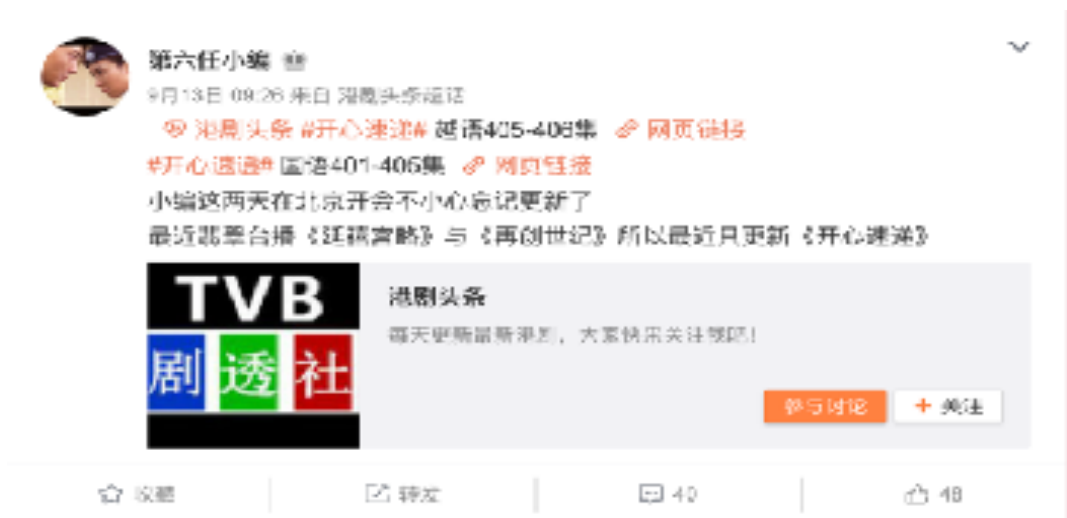 第六任小编
9月13日 09:26 来自 港剧头条超话
港剧头条 #开心速递# 越语405-406集 网页链接
#开心速递# 国语401-405集 网页链接
小编这两天在北京开会不小心忘记更新了
最近翡翠台播《延禧宫略》与《再创世纪》所以最近只更新《开心速递》
TVB
剧透社
港剧头条
每天更新最新港剧，大家快来关注我吧！
参与讨论 + 关注
收藏 转发 40 48